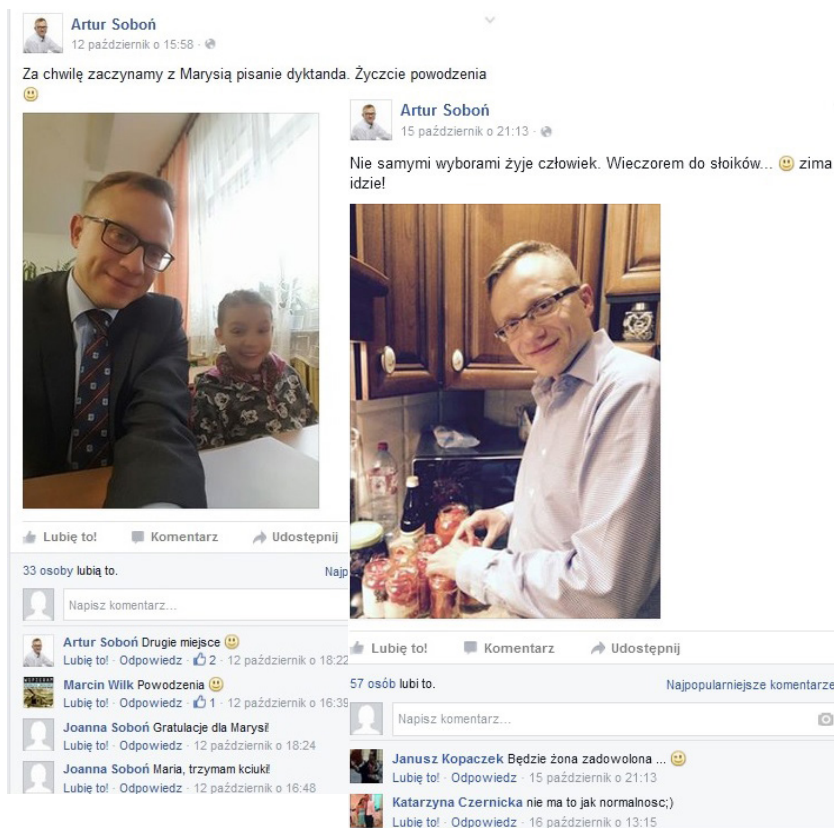 Artur Soboń
12 październik o 15:58 ·
Za chwilę zaczynamy z Marysią pisanie dyktanda. Życzcie powodzenia
Lubię to! Komentarz Udostępnij
33 osoby lubią to. Najp
Napisz komentarz...
Artur Soboń Drugie miejsce
Lubię to! · Odpowiedz · 2 · 12 październik o 18:22
Marcin Wilk Powodzenia
Lubię to! · Odpowiedz · 1 · 12 październik o 16:39
Joanna Soboń Gratulacje dla Marysi!
Lubię to! · Odpowiedz · 12 październik o 18:24
Joanna Soboń Maria, trzymam kciuki!
Lubię to! · Odpowiedz · 12 październik o 16:48
Artur Soboń
15 październik o 21:13 ·
Nie samymi wyborami żyje człowiek. Wieczorem do słoików... zima
idzie!
Lubię to! Komentarz Udostępnij
57 osób lubi to. Najpopularniejsze komentarze
Napisz komentarz...
Janusz Kopaczek Będzie żona zadowolona ...
Lubię to! · Odpowiedz · 15 październik o 21:13
Katarzyna Czernicka nie ma to jak normalnosc;)
Lubię to! · Odpowiedz · 16 październik o 13:15